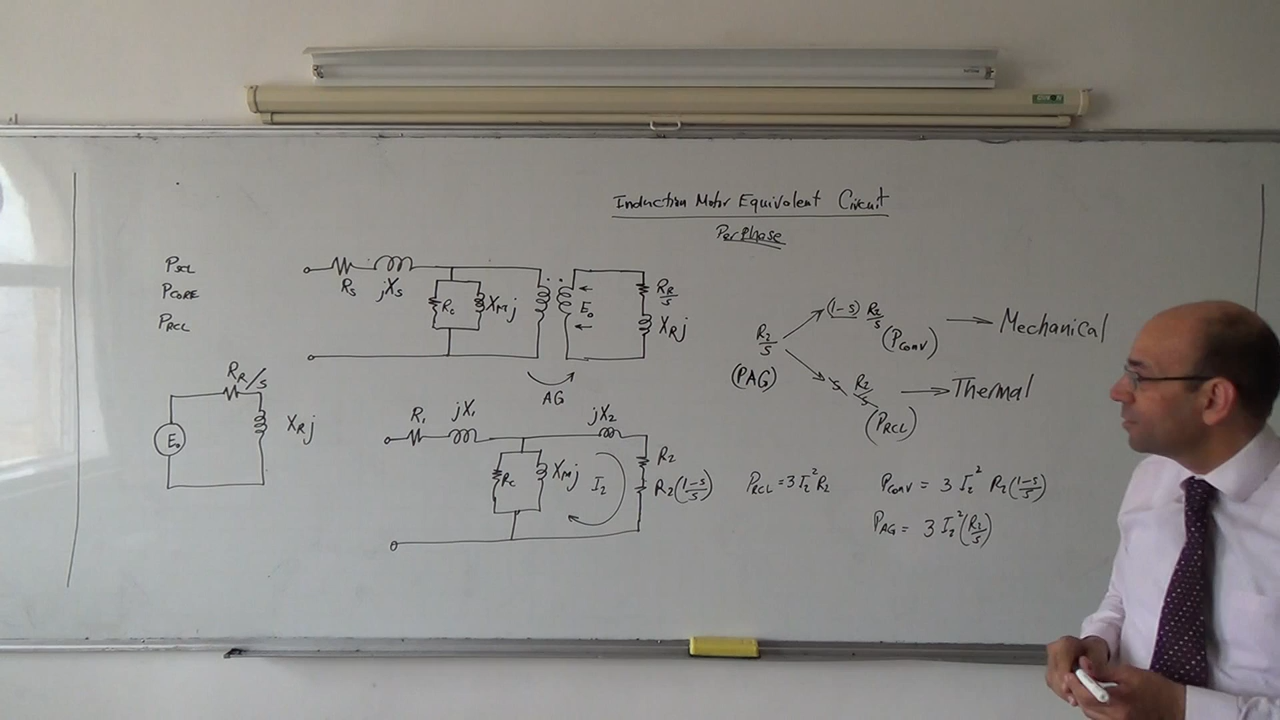 Induction Motor Equivalent Circuit
Per Phase
PSCL
PCORE
PRCL
RS jXS
RC XMj
E0
RR/S
XRj
AG
RR/S
E0
XRj
R1 jX1 jX2
RC XMj I2
R2
R2(1-s/s)
R2/S
(PAG)
(1-s) R2/S
(PCONV)
Mechanical
s R2/S
(PRCL)
Thermal
PRCL = 3 I2² R2
PCONV = 3 I2² R2(1-s/s)
PAG = 3 I2² (R2/S)